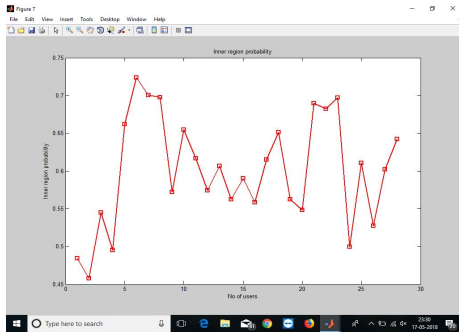 Figure 7
File Edit View Insert Tools Desktop Window Help
Inner region probability
0.75
0.7
0.65
0.6
0.55
0.5
0.45
Inner region probability
0 5 10 15 20 25 30
No of users
Type here to search
23:30
17-05-2018